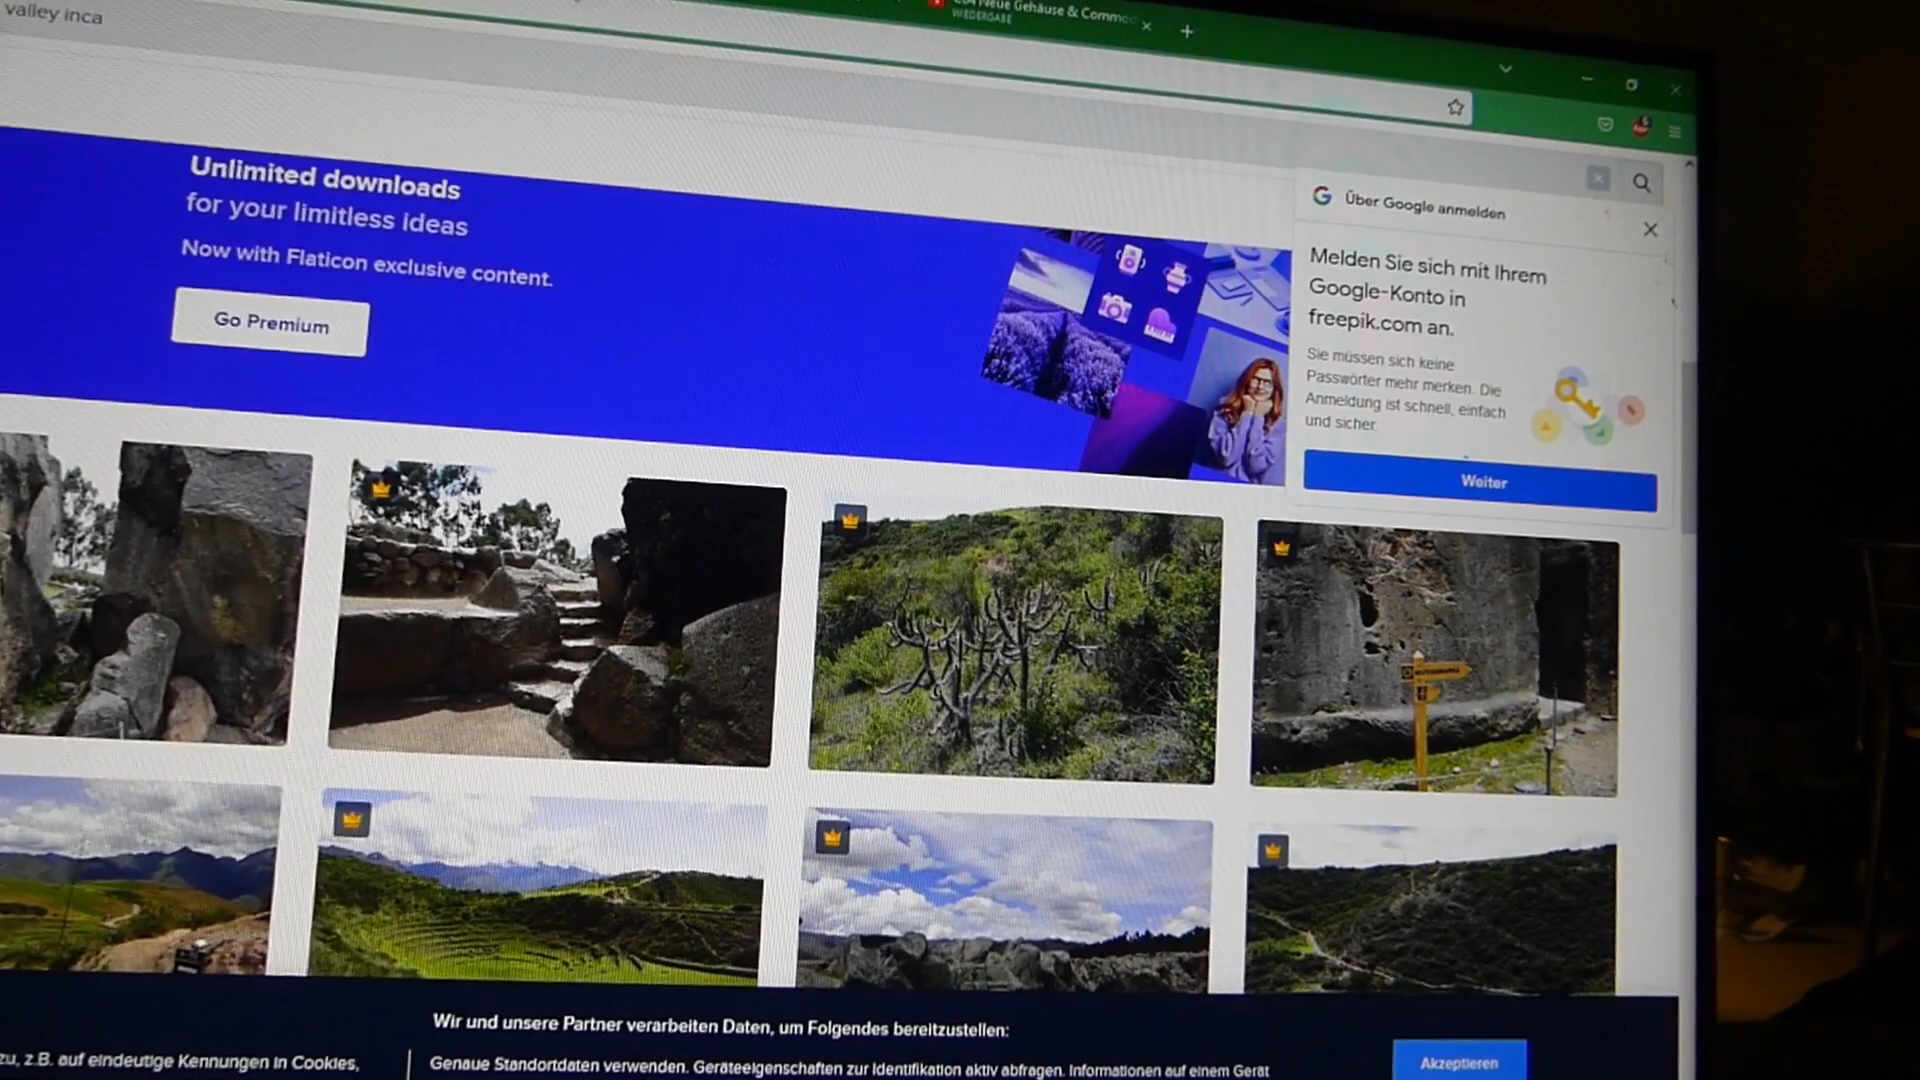 Neue Gehäuse & Commo
WIEDERGABE
valley inca
Unlimited downloads
for your limitless ideas
Now with Flaticon exclusive content.
Go Premium
Über Google anmelden
Melden Sie sich mit Ihrem
Google-Konto in
freepik.com an.
Sie müssen sich keine
Passwörter mehr merken. Die
Anmeldung ist schnell, einfach
und sicher.
Weiter
Wir und unsere Partner verarbeiten Daten, um Folgendes bereitzustellen:
zu, z.B. auf eindeutige Kennungen in Cookies,
Genaue Standortdaten verwenden. Geräteeigenschaften zur Identifikation aktiv abfragen. Informationen auf einem Gerät
Akzeptieren